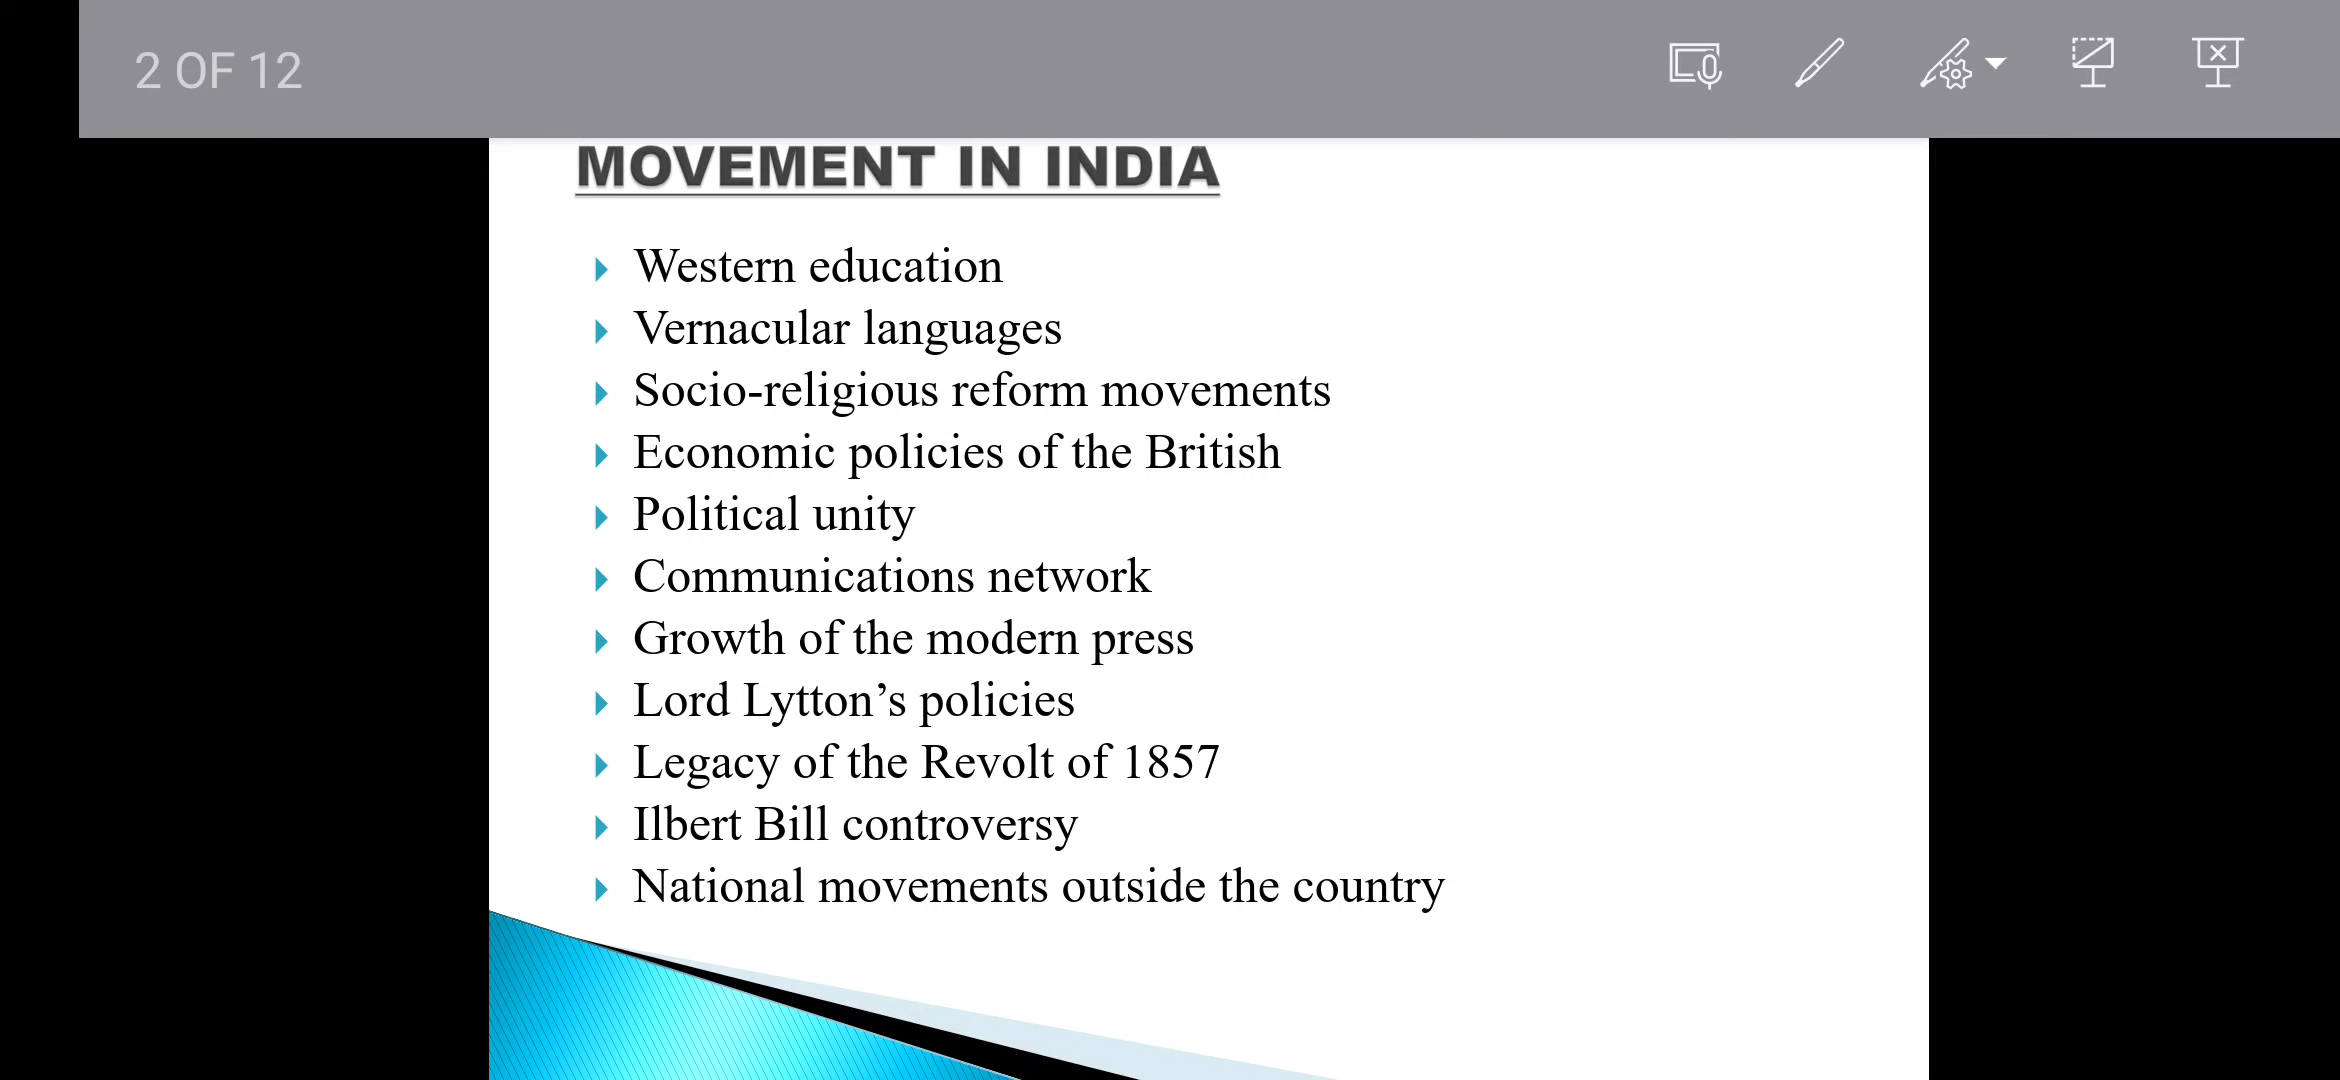 2 OF 12
MOVEMENT IN INDIA
Western education
Vernacular languages
Socio-religious reform movements
Economic policies of the British
Political unity
Communications network
Growth of the modern press
Lord Lytton’s policies
Legacy of the Revolt of 1857
Ilbert Bill controversy
National movements outside the country